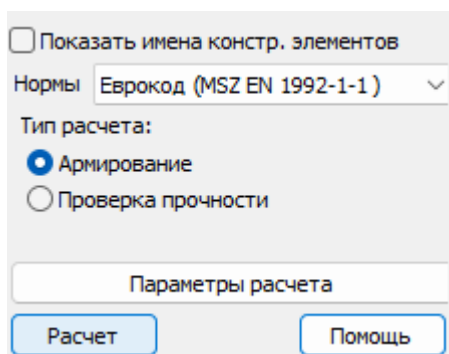 Показать имена констр. элементов
Нормы Еврокод (MSZ EN 1992-1-1)
Тип расчета:
Армирование
Проверка прочности
Параметры расчета
Расчет Помощь